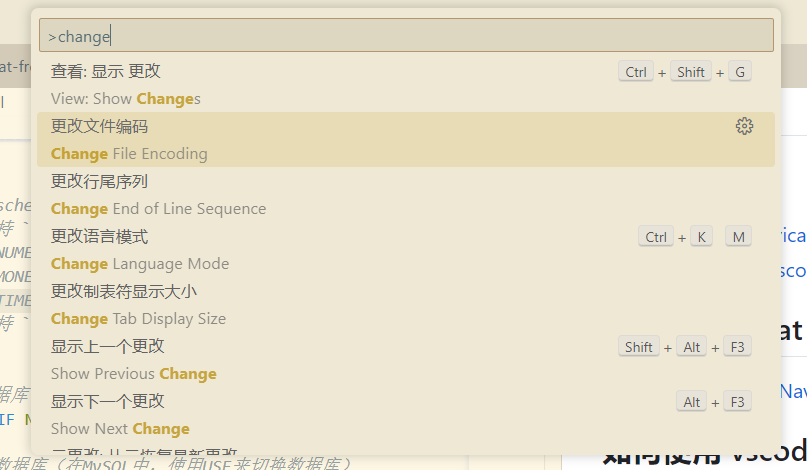 >change
查看: 显示 更改 Ctrl + Shift + G
View: Show Changes
更改文件编码
Change File Encoding
更改行尾序列
Change End of Line Sequence
更改语言模式 Ctrl + K M
Change Language Mode
更改制表符显示大小
Change Tab Display Size
显示上一个更改 Shift + Alt + F3
Show Previous Change
显示下一个更改 Alt + F3
Show Next Change
at-fr
sche
持 `
NUME
MONE
TIME
持 `
据库
IF M
数据库（在MySQL中，使用USE来切换数据库）
rica
sco
at
Nav
如何使用 vscod